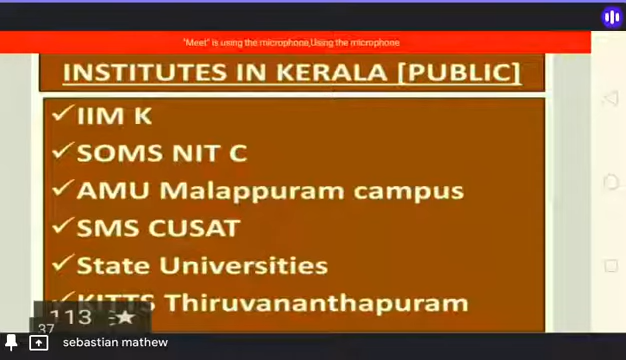 "Meet" is using the microphone,Using the microphone
INSTITUTES IN KERALA [PUBLIC]
✓IIM K
✓SOMS NIT C
✓AMU Malappuram campus
✓SMS CUSAT
✓State Universities
✓KITTS Thiruvananthapuram
113
37
sebastian mathew